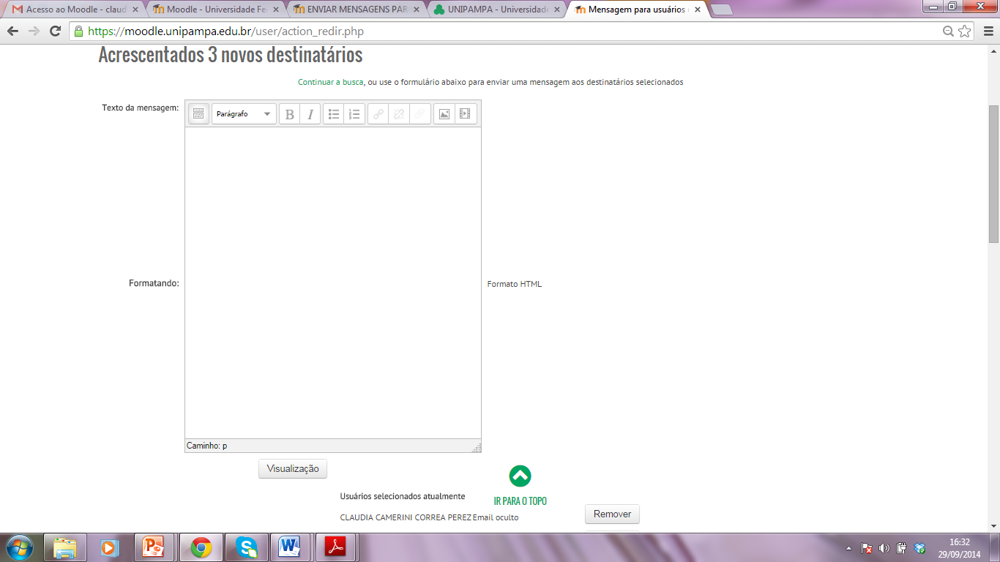 Acesso ao Moodle - claud
Moodle - Universidade Fe
ENVIAR MENSAGENS PAR
UNIPAMPA - Universidade
Mensagem para usuários
https://moodle.unipampa.edu.br/user/action_redir.php
Acrescentados 3 novos destinatários
Continuar a busca, ou use o formulário abaixo para enviar uma mensagem aos destinatários selecionados
Texto da mensagem:
Parágrafo
B I
Formatando:
Formato HTML
Caminho: p
Visualização
IR PARA O TOPO
Usuários selecionados atualmente
CLAUDIA CAMERINI CORREA PEREZ Email oculto
Remover
16:32
29/09/2014